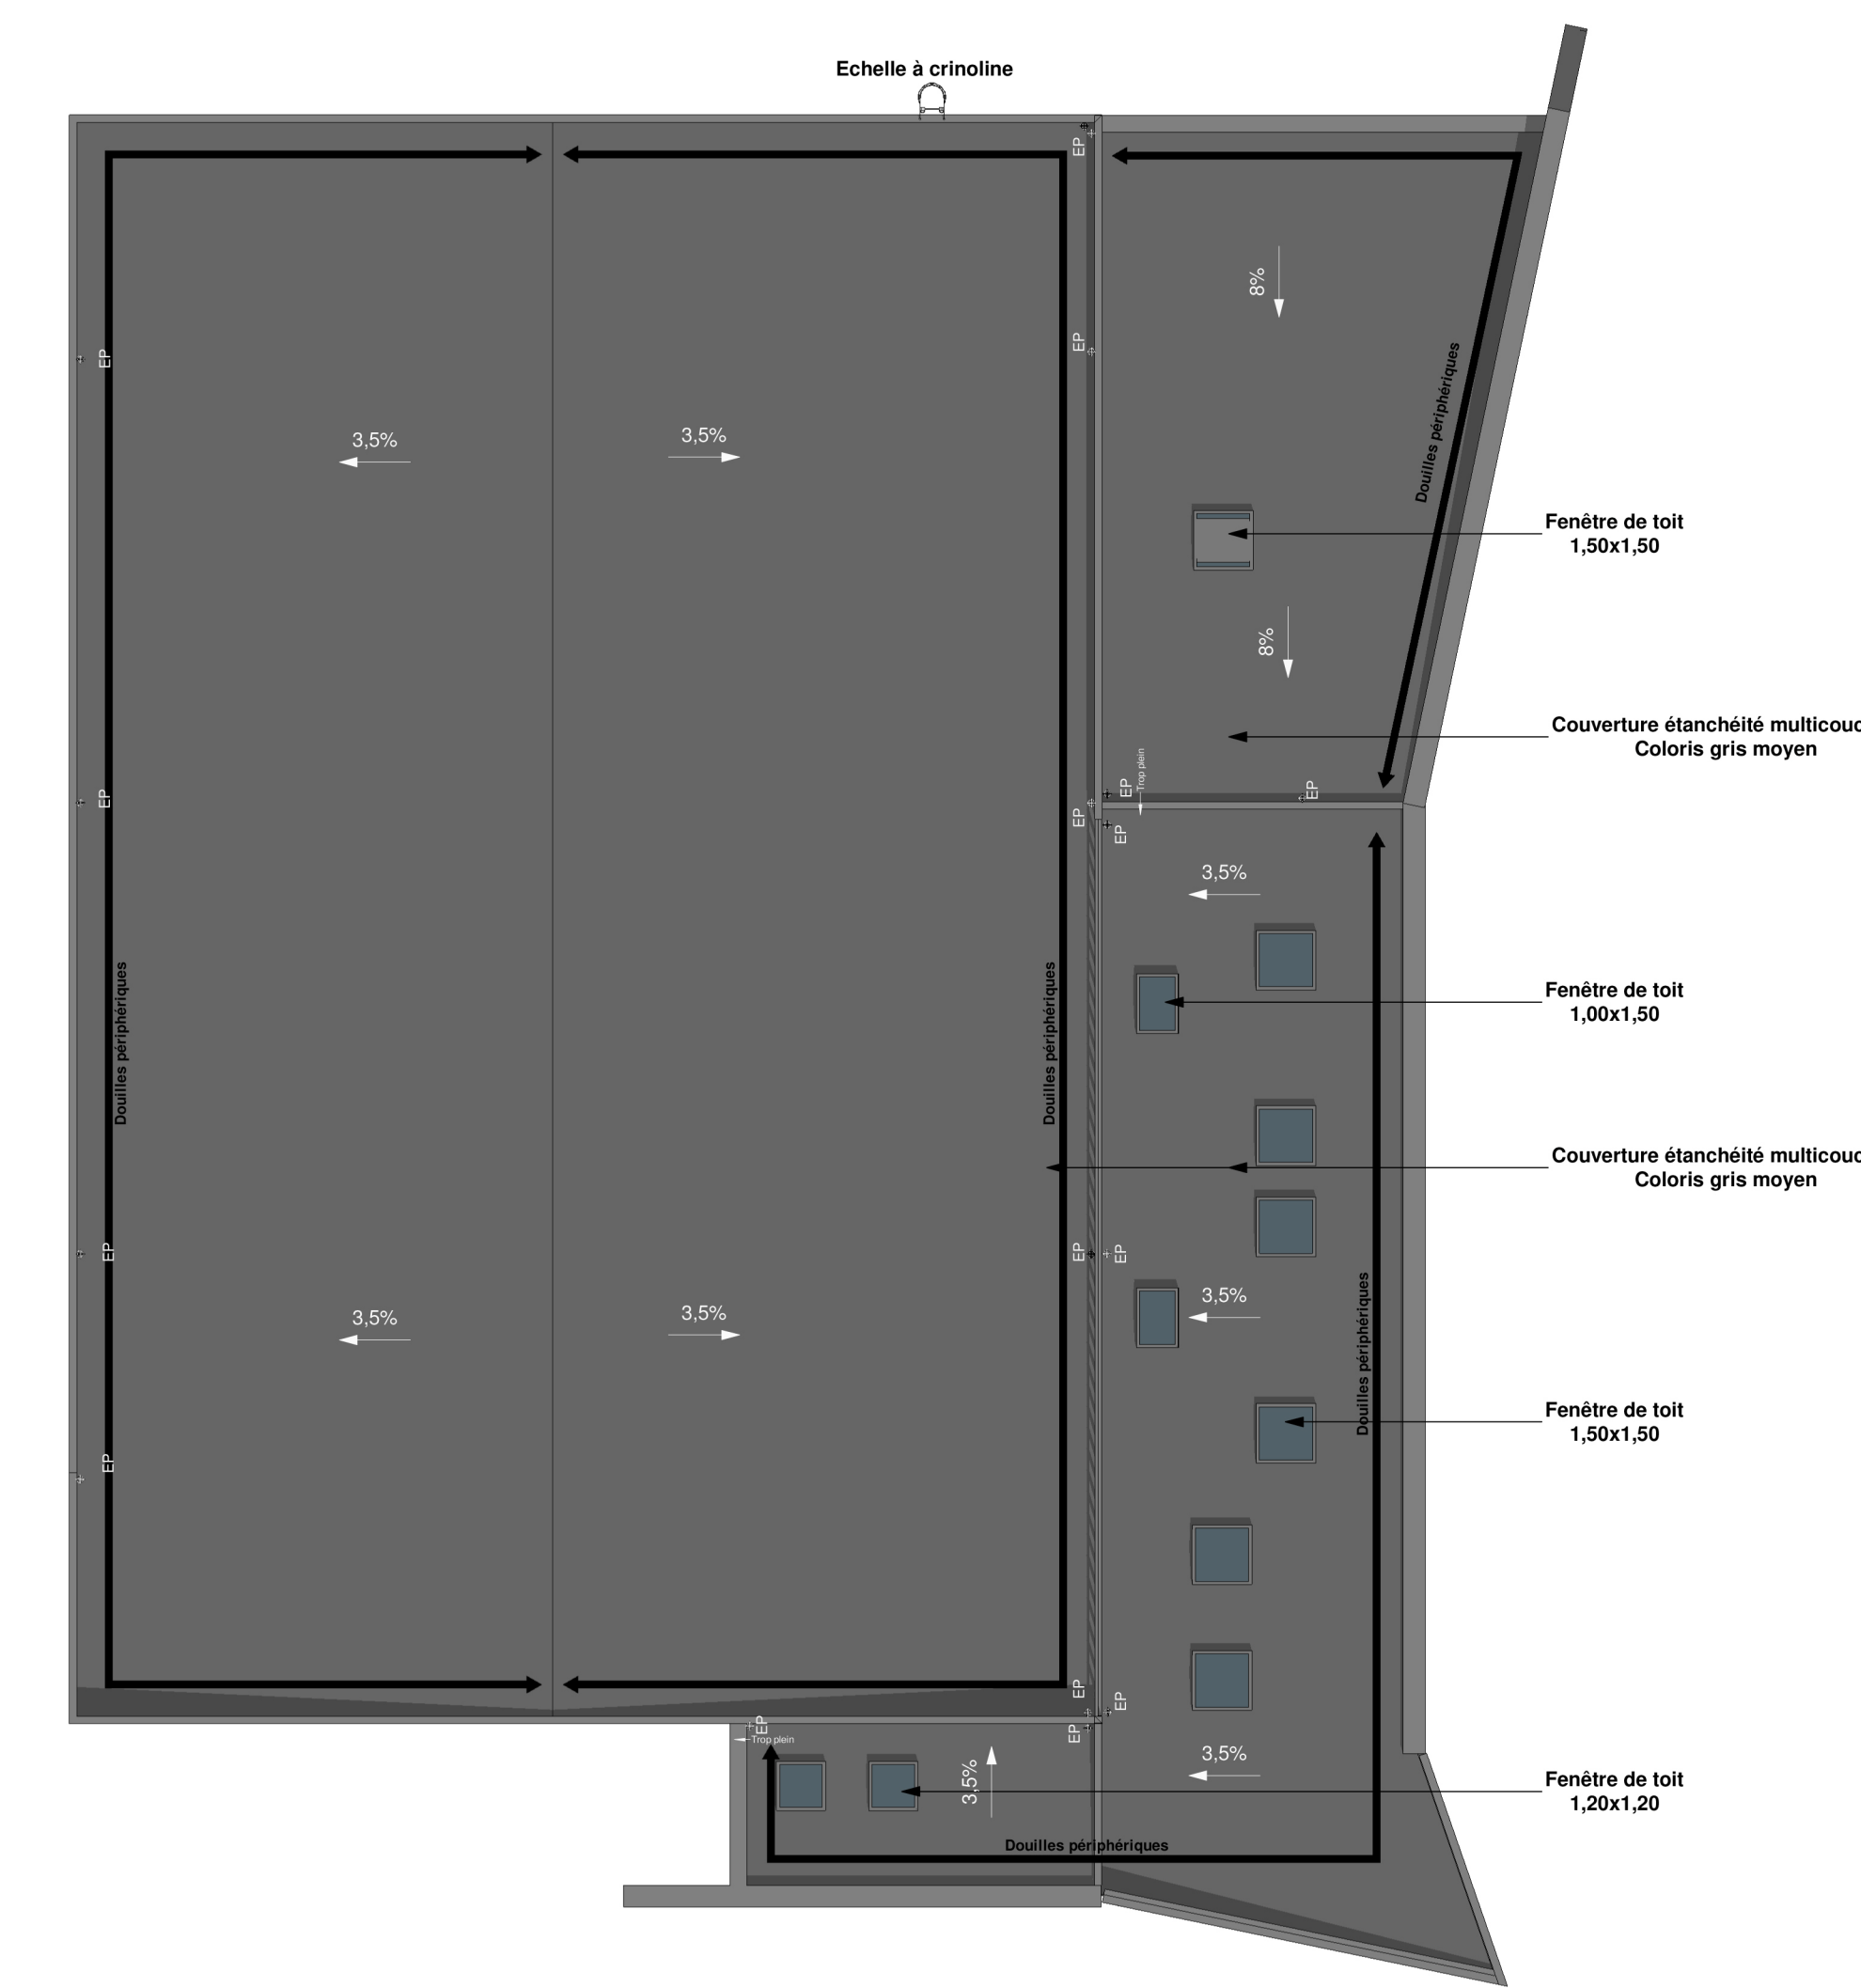 Echelle à crinoline
EP
EP
EP
8%
Douilles périphériques
3,5%
3,5%
Fenêtre de toit
1,50x1,50
8%
Couverture étanchéité multicouc
Coloris gris moyen
Trop plein
EP
EP
EP
EP
EP
3,5%
Douilles périphériques
Douilles périphériques
Fenêtre de toit
1,00x1,50
Couverture étanchéité multicouc
Coloris gris moyen
EP
EP
EP
3,5%
3,5%
3,5%
Douilles périphériques
Fenêtre de toit
1,50x1,50
EP
EP
EP
EP
EP
Trop plein
3,5%
3,5%
Fenêtre de toit
1,20x1,20
Douilles périphériques